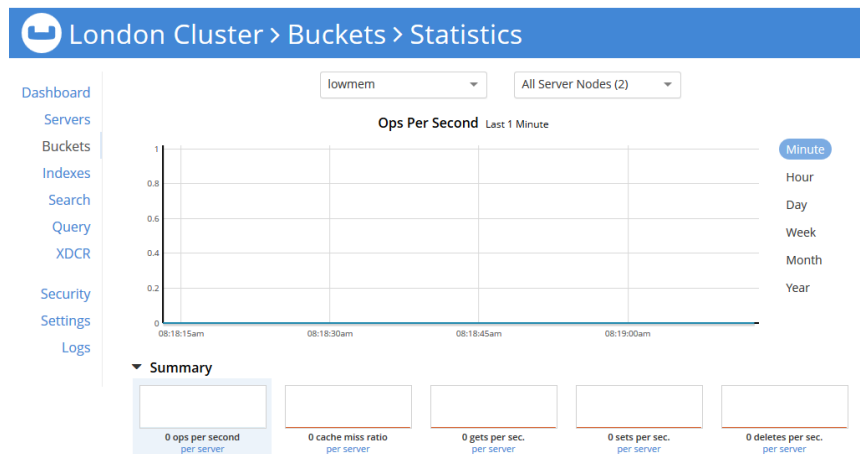 London Cluster > Buckets > Statistics
Dashboard
Servers
Buckets
Indexes
Search
Query
XDCR
Security
Settings
Logs
lowmem
All Server Nodes (2)
Ops Per Second Last 1 Minute
1
0.8
0.6
0.4
0.2
0
08:18:15am 08:18:30am 08:18:45am 08:19:00am
Minute
Hour
Day
Week
Month
Year
Summary
0 ops per second
per server
0 cache miss ratio
per server
0 gets per sec.
per server
0 sets per sec.
per server
0 deletes per sec.
per server